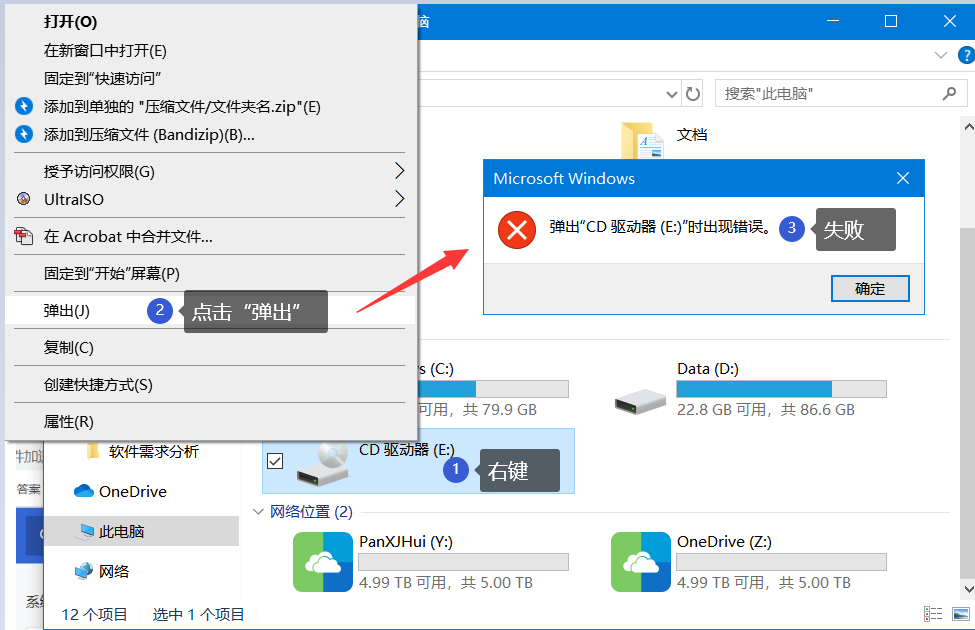 打开(O)
在新窗口中打开(E)
固定到"快速访问"
添加到单独的 "压缩文件/文件夹名.zip"(E)
添加到压缩文件 (Bandizip)(B)...
授予访问权限(G)
UltraISO
在 Acrobat 中合并文件...
固定到"开始"屏幕(P)
弹出(J)
2
点击“弹出”
复制(C)
创建快捷方式(S)
属性(R)
脑
搜索"此电脑"
文档
Microsoft Windows
弹出“CD 驱动器 (E:)”时出现错误。
3
失败
确定
s (C:)
可用，共 79.9 GB
Data (D:)
22.8 GB 可用，共 86.6 GB
CD 驱动器 (E:)
1
右键
网络位置 (2)
PanXJHui (Y:)
4.99 TB 可用，共 5.00 TB
OneDrive (Z:)
4.99 TB 可用，共 5.00 TB
软件需求分析
OneDrive
此电脑
网络
12 个项目
选中 1 个项目
答案